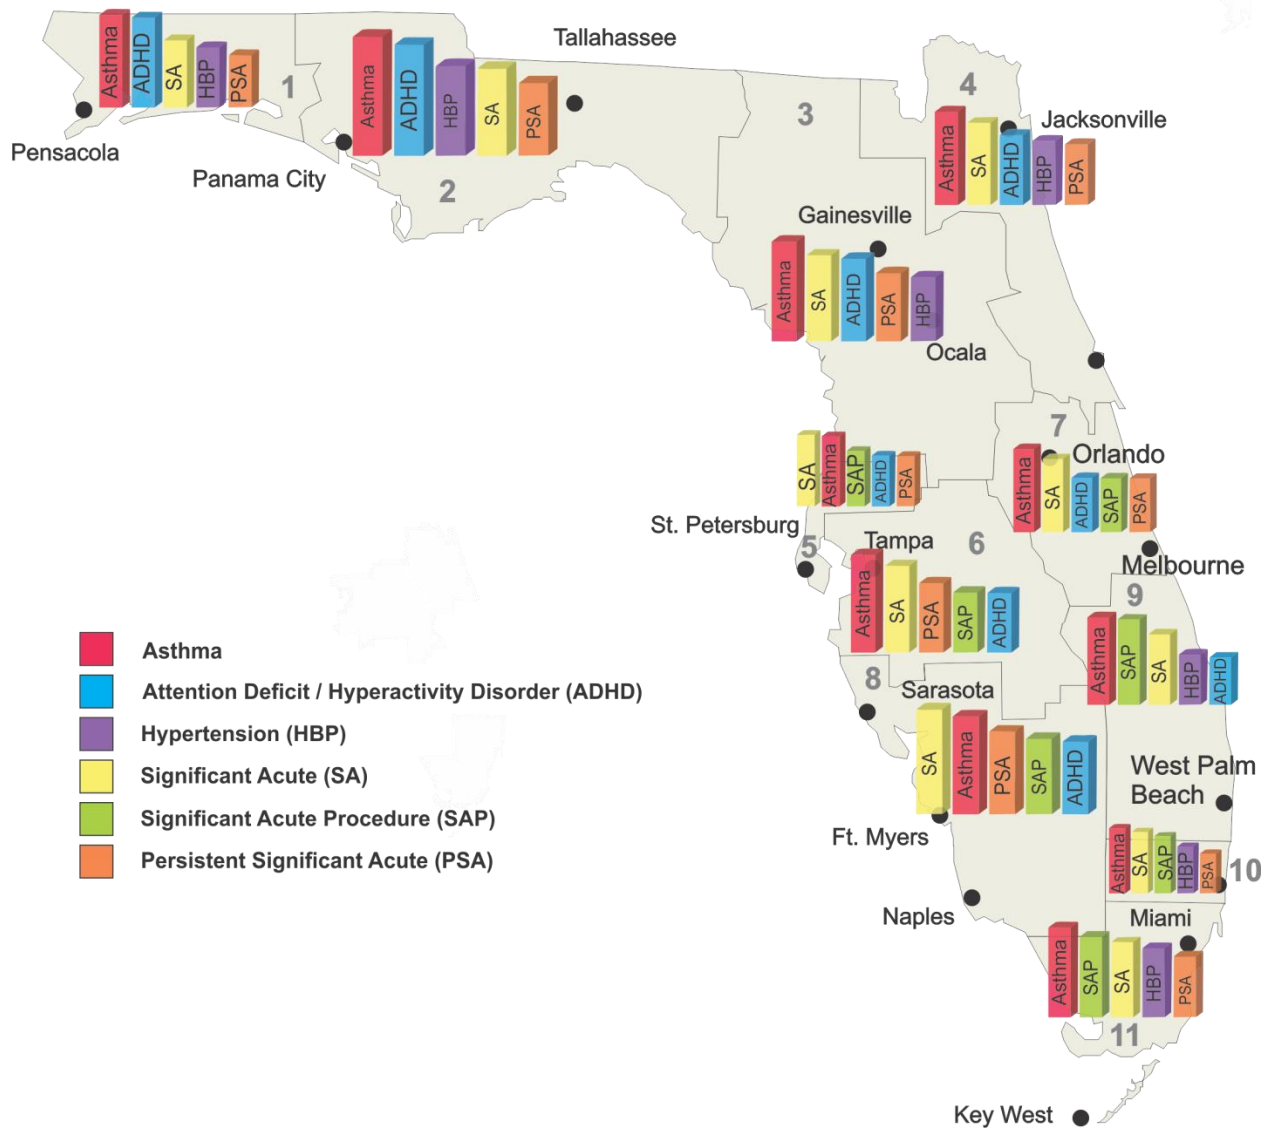 Tallahassee
Asthma
ADHD
SA
HBP
PSA
1
Pensacola
Asthma
ADHD
HBP
SA
PSA
Panama City
2
3
4
Jacksonville
Asthma
SA
ADHD
HBP
PSA
Gainesville
Asthma
SA
ADHD
PSA
HBP
Ocala
7
Orlando
SA
Asthma
SAP
ADHD
PSA
Asthma
SA
ADHD
SAP
PSA
St. Petersburg
5
Tampa
6
Melbourne
Asthma
SA
PSA
SAP
ADHD
9
Asthma
SAP
SA
HBP
ADHD
8
Sarasota
SA
Asthma
PSA
SAP
ADHD
Asthma
Attention Deficit / Hyperactivity Disorder (ADHD)
Hypertension (HBP)
Significant Acute (SA)
Significant Acute Procedure (SAP)
Persistent Significant Acute (PSA)
West Palm
Beach
Ft. Myers
Asthma
SA
SAP
HBP
PSA
10
Naples
Miami
Asthma
SAP
SA
HBP
PSA
11
Key West